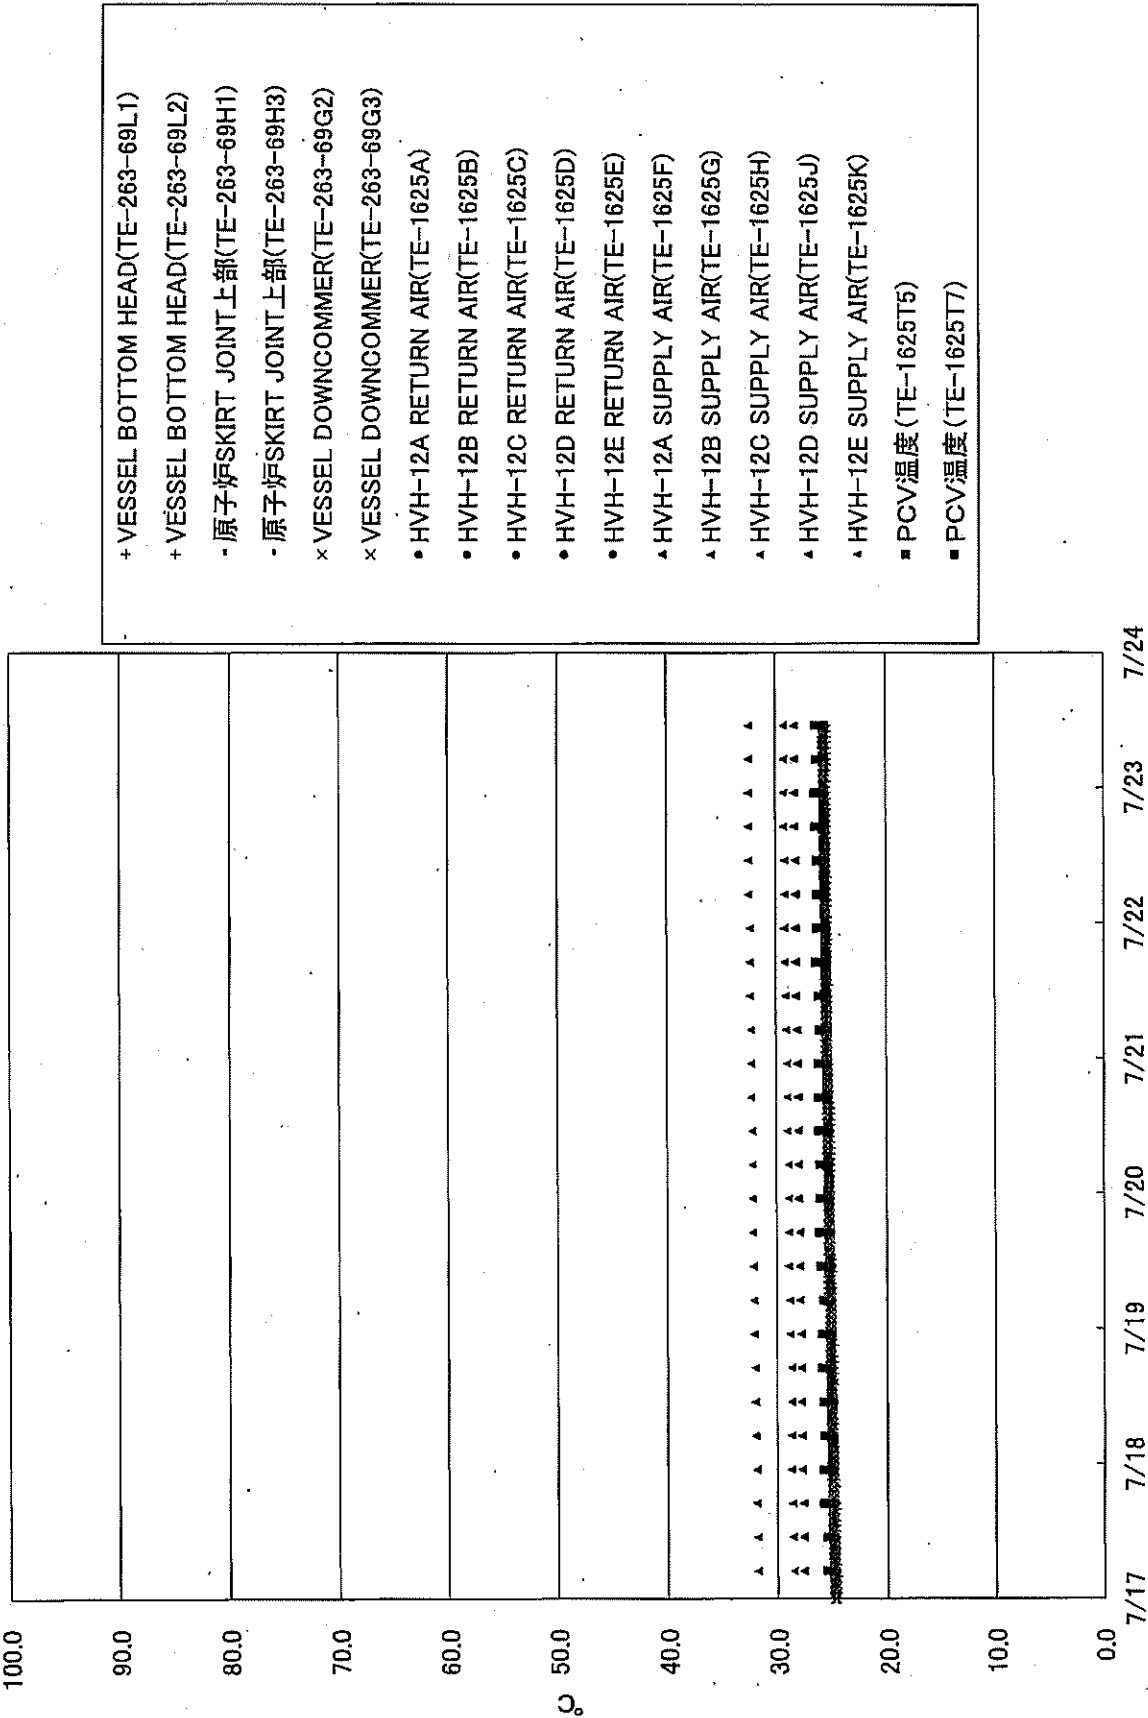 ℃
100.0
90.0
80.0
70.0
60.0
50.0
40.0
30.0
20.0
10.0
0.0
7/17
7/18
7/19
7/20
7/21
7/22
7/23
7/24
+ VESSEL BOTTOM HEAD(TE-263-69L1)
+ VESSEL BOTTOM HEAD(TE-263-69L2)
- 原子炉SKIRT JOINT上部(TE-263-69H1)
- 原子炉SKIRT JOINT上部(TE-263-69H3)
× VESSEL DOWNCOMMER(TE-263-69G2)
× VESSEL DOWNCOMMER(TE-263-69G3)
● HVH-12A RETURN AIR(TE-1625A)
● HVH-12B RETURN AIR(TE-1625B)
● HVH-12C RETURN AIR(TE-1625C)
● HVH-12D RETURN AIR(TE-1625D)
● HVH-12E RETURN AIR(TE-1625E)
▲ HVH-12A SUPPLY AIR(TE-1625F)
▲ HVH-12B SUPPLY AIR(TE-1625G)
▲ HVH-12C SUPPLY AIR(TE-1625H)
▲ HVH-12D SUPPLY AIR(TE-1625J)
▲ HVH-12E SUPPLY AIR(TE-1625K)
■ PCV温度(TE-1625T5)
■ PCV温度(TE-1625T7)